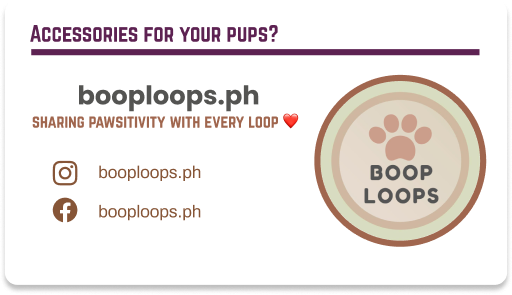 Accessories for your pups?
booploops.ph
sharing pawsitivity with every loop ❤️
booploops.ph
booploops.ph
BOOP
LOOPS